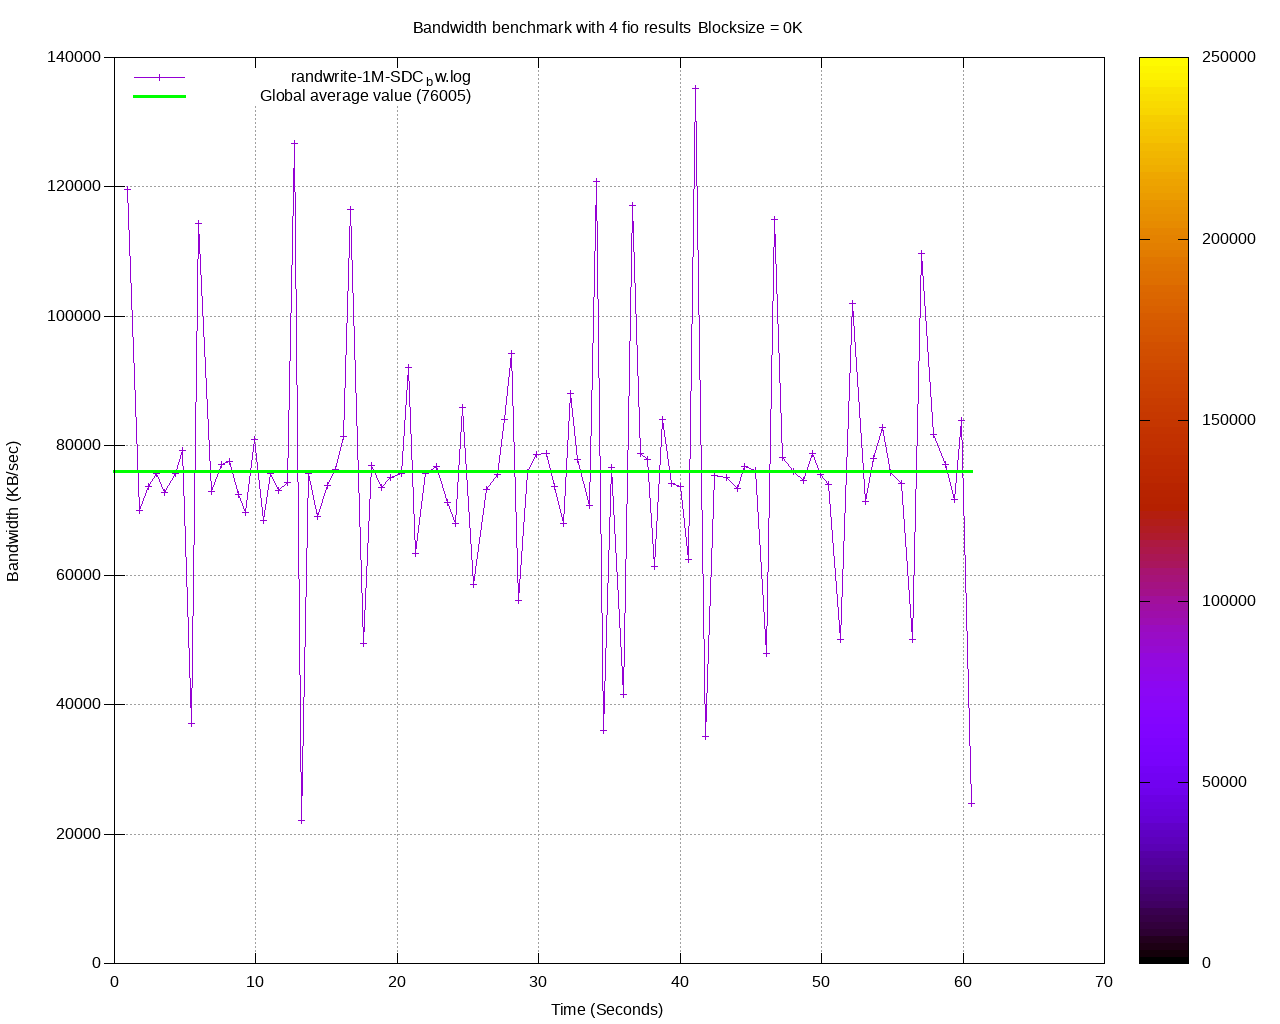 Bandwidth benchmark with 4 fio results Blocksize = 0K
randwrite-1M-SDCbw.log
Global average value (76005)
140000
120000
100000
80000
60000
40000
20000
0
Bandwidth (KB/sec)
0 10 20 30 40 50 60 70
Time (Seconds)
250000
200000
150000
100000
50000
0